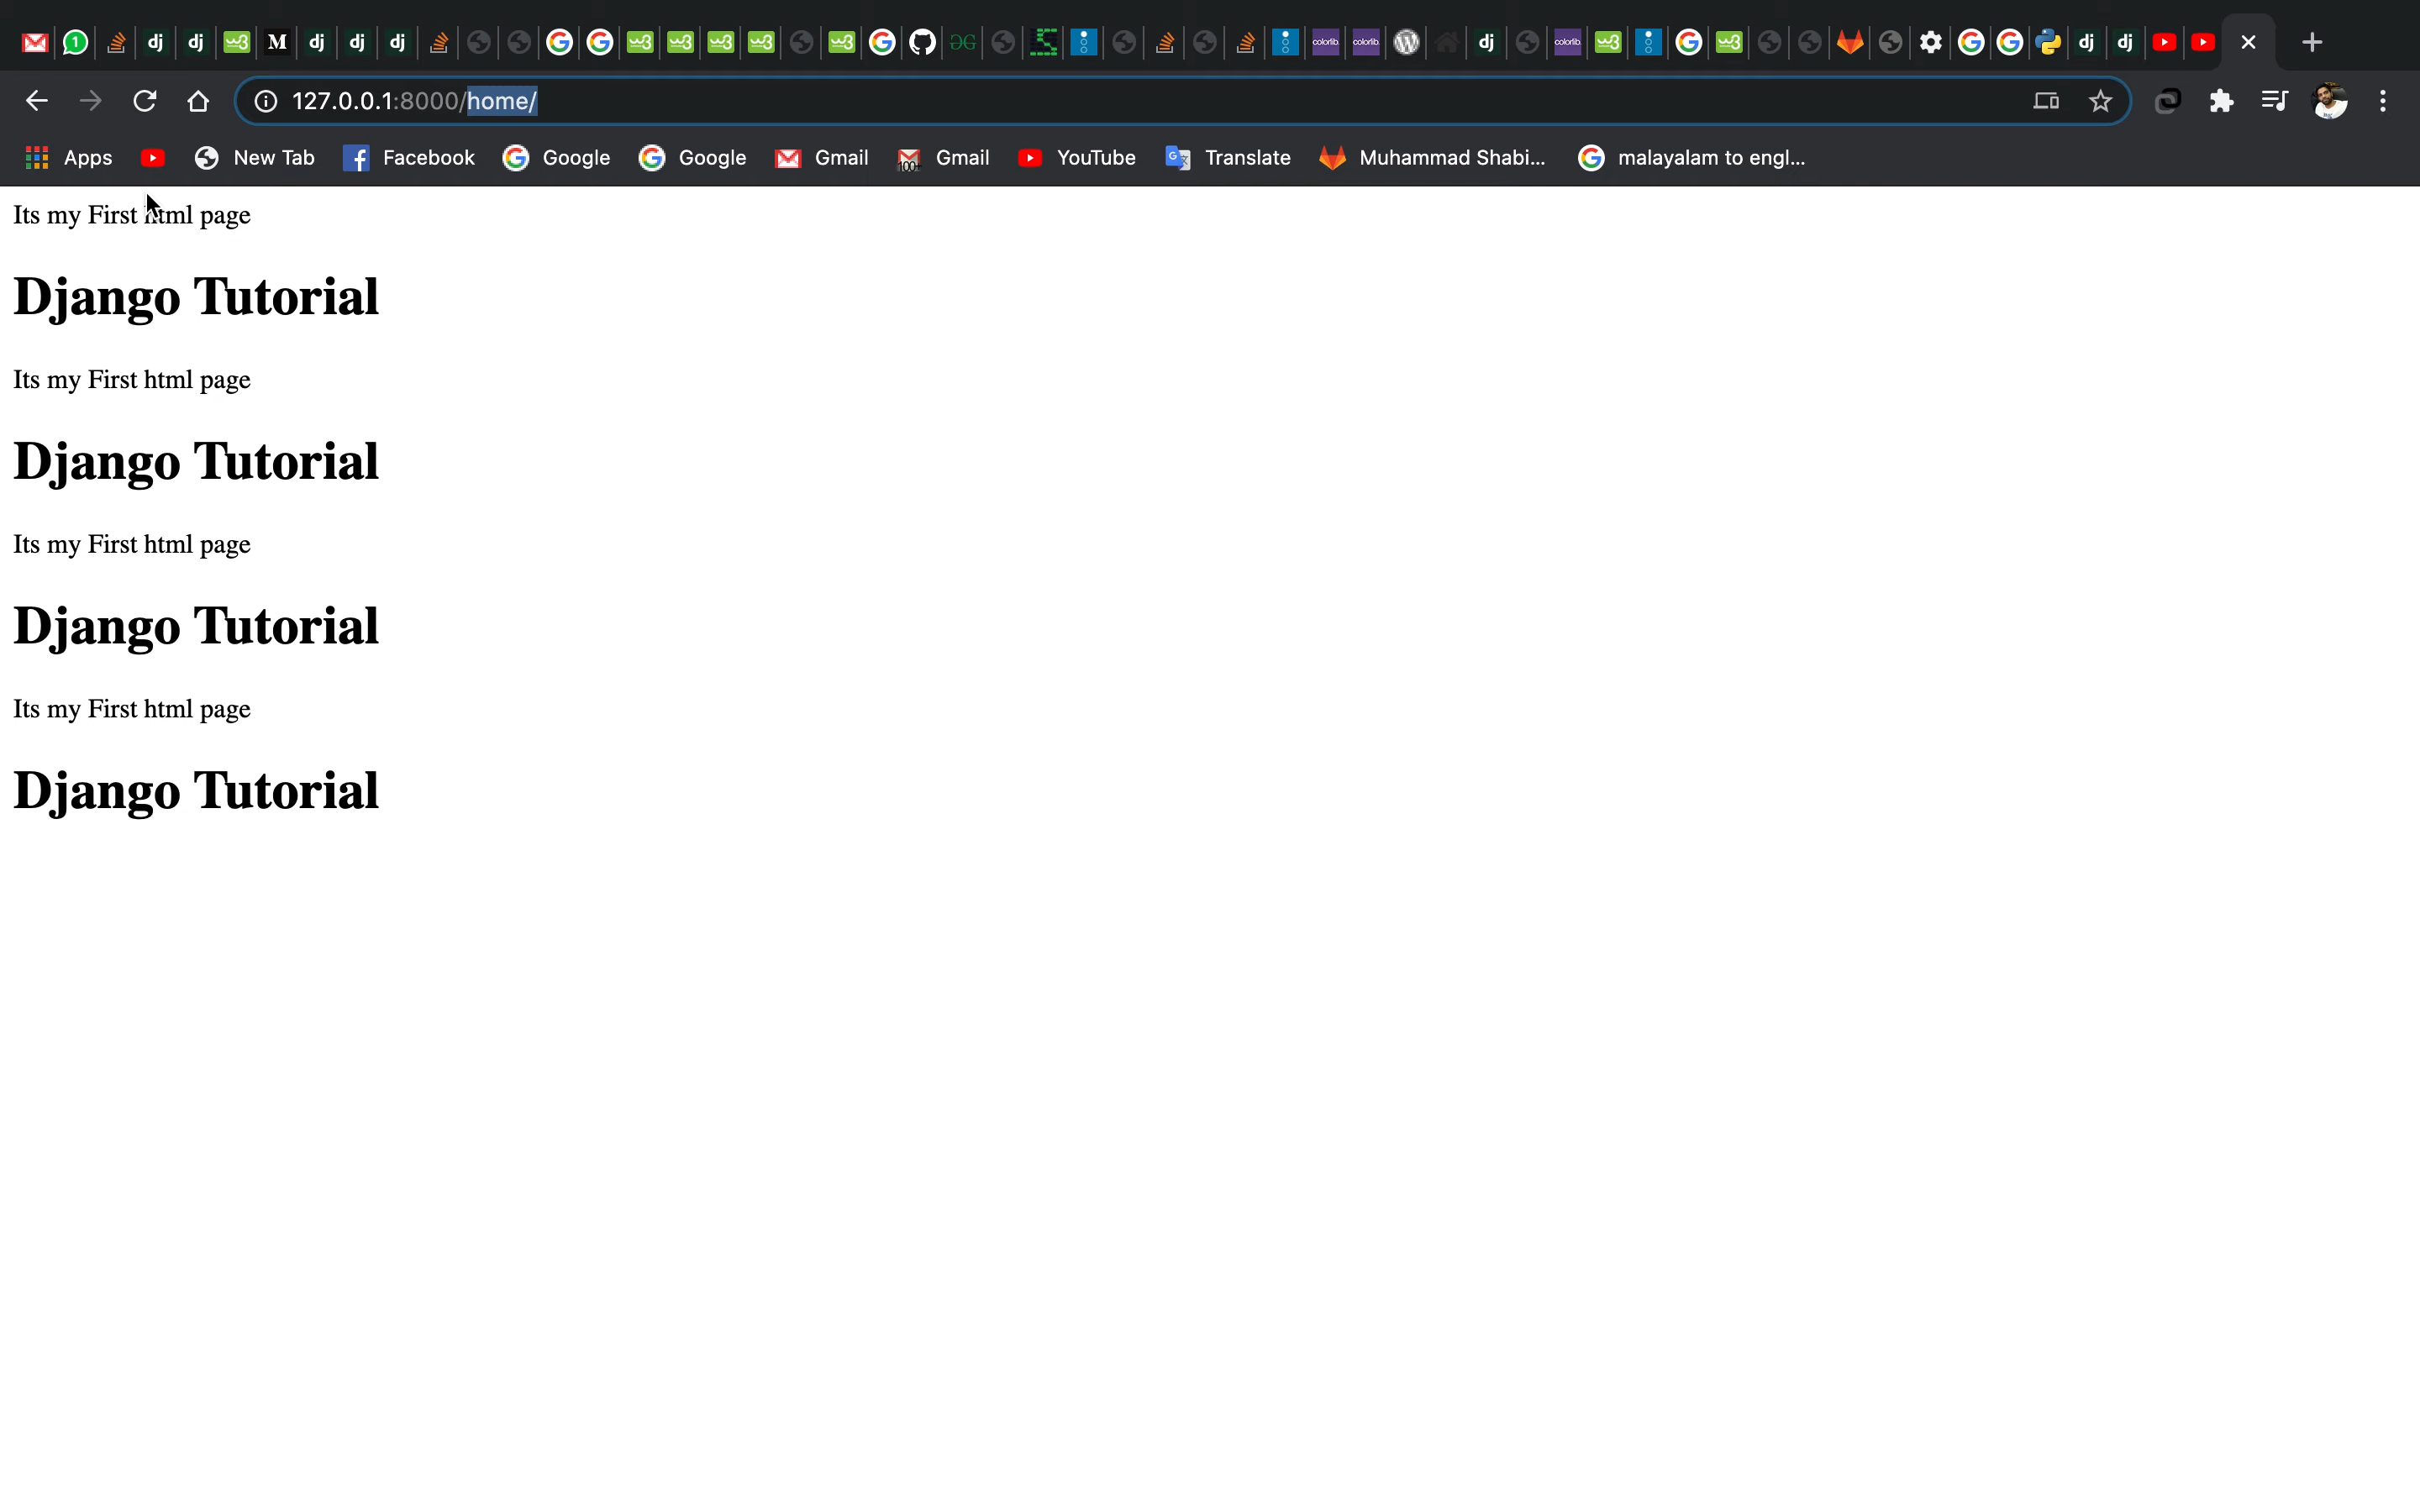 127.0.0.1:8000/home/
Apps New Tab Facebook Google Google Gmail 100+ Gmail YouTube Translate Muhammad Shabi... malayalam to engl...
Its my First html page
Django Tutorial
Its my First html page
Django Tutorial
Its my First html page
Django Tutorial
Its my First html page
Django Tutorial